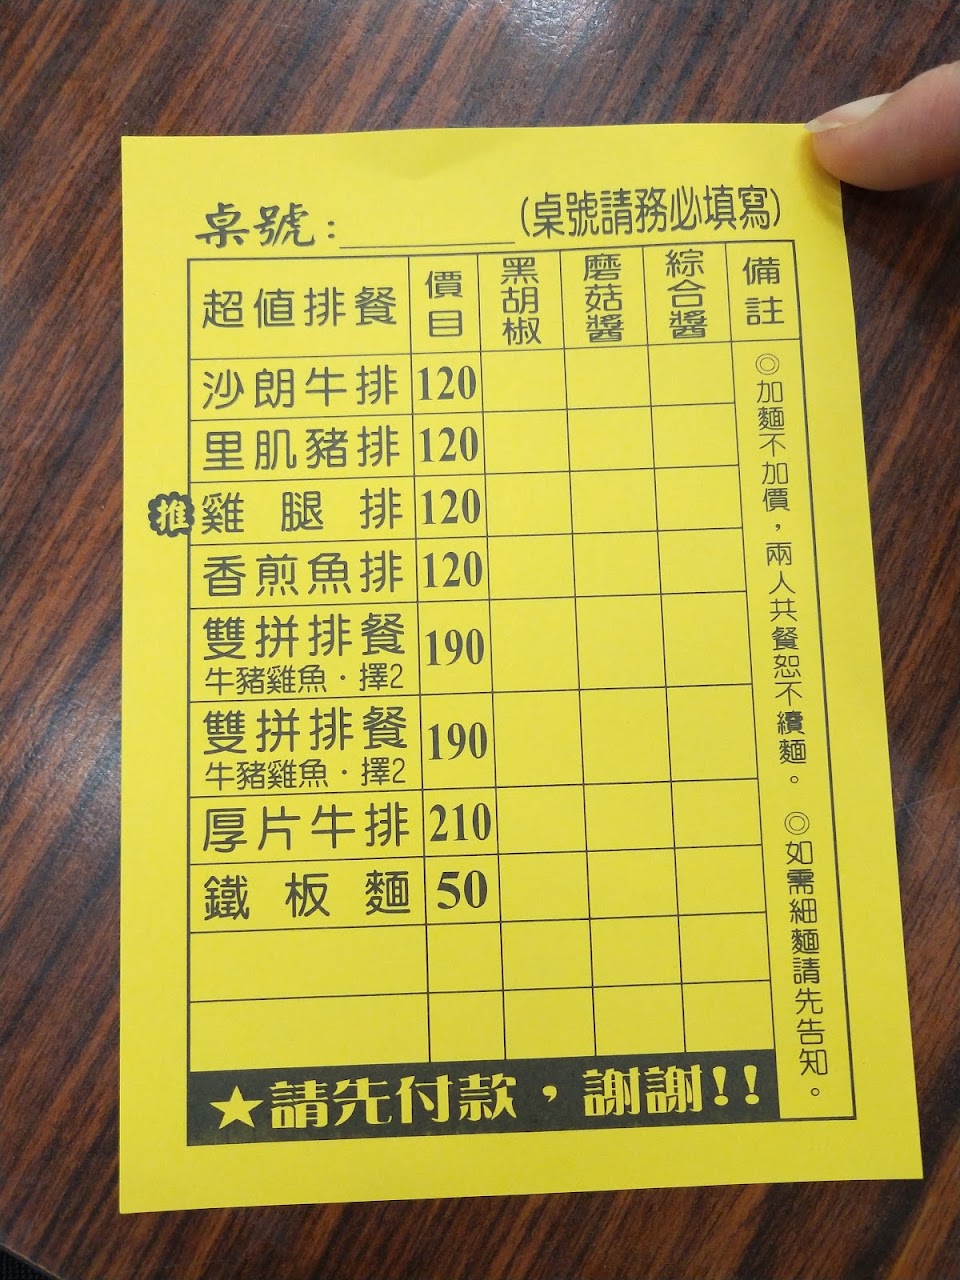 桌號：
(桌號請務必填寫)
超值排餐 價目 黑胡椒 磨菇醬 綜合醬 備註
沙朗牛排 120
里肌豬排 120
推 雞腿排 120
香煎魚排 120
雙拼排餐 190
牛豬雞魚．擇2
雙拼排餐 190
牛豬雞魚．擇2
厚片牛排 210
鐵板麵 50
◎加麵不加價，兩人共餐恕不續麵。 ◎如需細麵請先告知。
★請先付款，謝謝!!